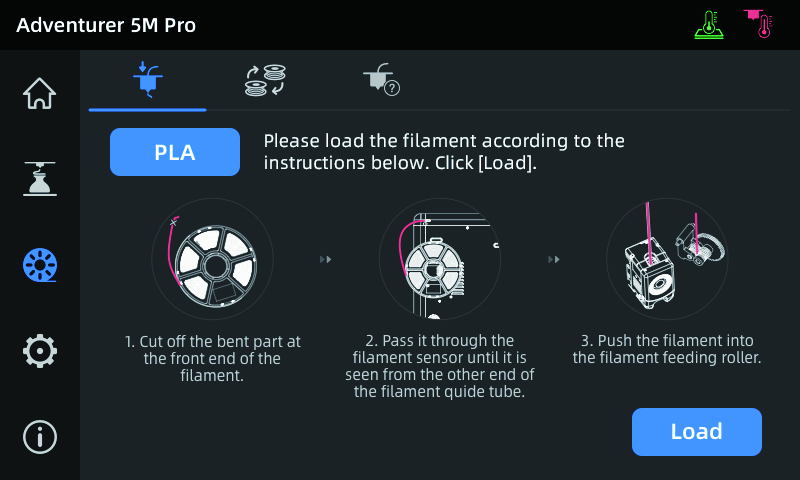 Adventurer 5M Pro
PLA
Please load the filament according to the
instructions below. Click [Load].
1. Cut off the bent part at
the front end of the
filament.
2. Pass it through the
filament sensor until it is
seen from the other end of
the filament quide tube.
3. Push the filament into
the filament feeding roller.
Load